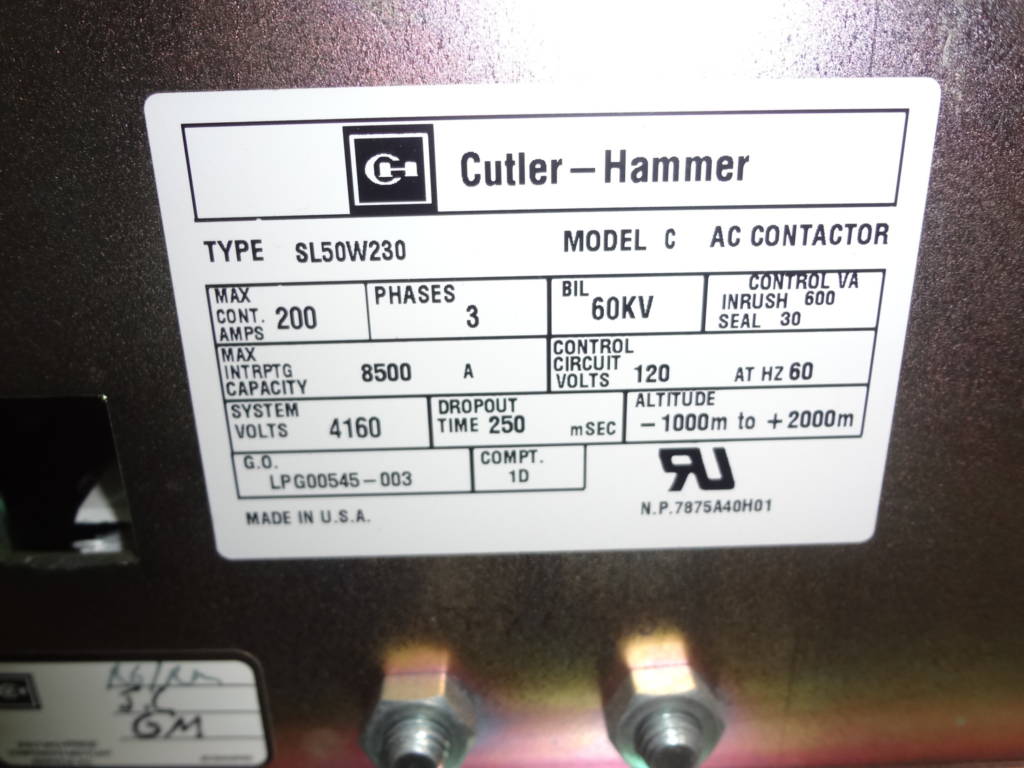 CH Cutler-Hammer
TYPE SL50W230 MODEL C AC CONTACTOR
MAX CONT. AMPS 200 PHASES 3 BIL 60KV CONTROL VA INRUSH 600 SEAL 30
MAX INTRPTG CAPACITY 8500 A CONTROL CIRCUIT VOLTS 120 AT HZ 60
SYSTEM VOLTS 4160 DROPOUT TIME 250 mSEC ALTITUDE -1000m to +2000m
G.O. LPG00545-003 COMPT. 1D
MADE IN U.S.A. N.P.7875A40H01
RU
J.C
GM